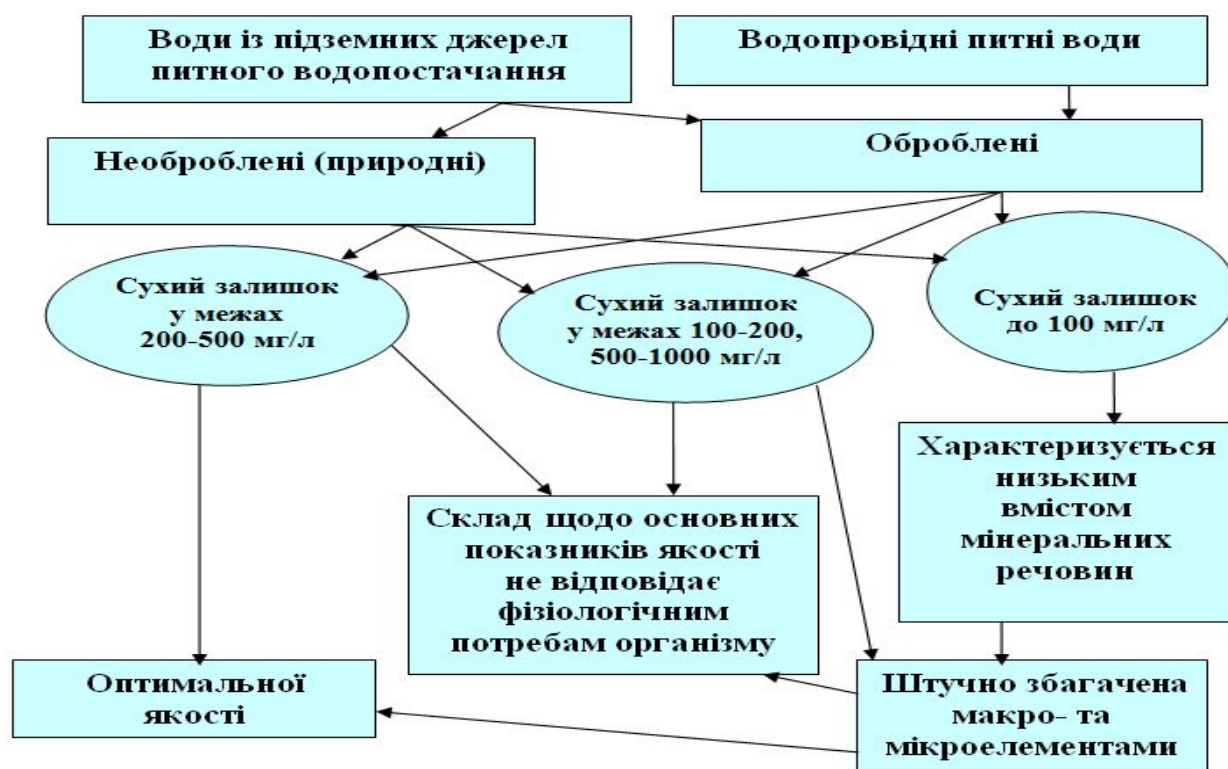 Води із підземних джерел
питного водопостачання
Водопровідні питні води
Необроблені (природні)
Оброблені
Сухий залишок
у межах
200-500 мг/л
Сухий залишок
у межах 100-200,
500-1000 мг/л
Сухий залишок
до 100 мг/л
Характеризується
низьким
вмістом
мінеральних
речовин
Склад щодо основних
показників якості
не відповідає
фізіологічним
потребам організму
Оптимальної
якості
Штучно збагачена
макро- та
мікроелементами